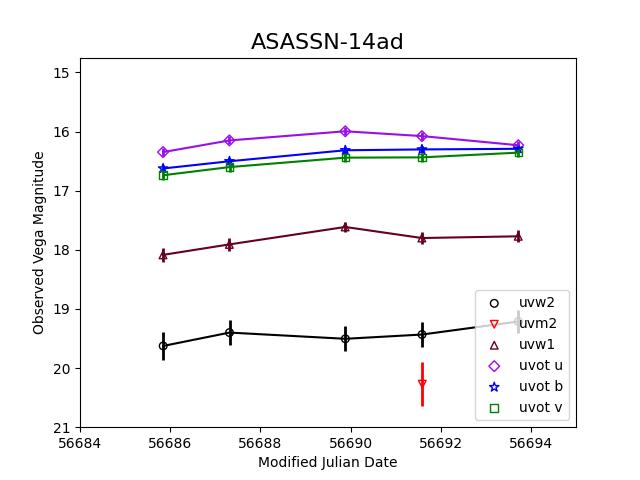 ASASSN-14ad
15
16
17
18
19
20
21
Observed Vega Magnitude
uvw2
uvm2
uvw1
uvot u
uvot b
uvot v
56684 56686 56688 56690 56692 56694
Modified Julian Date